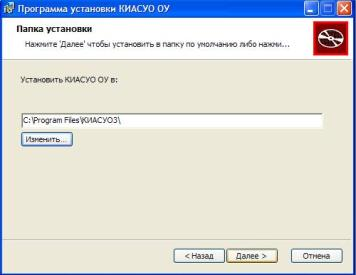 Программа установки КИАСУО ОУ
Папка установки
Нажмите 'Далее' чтобы установить в папку по умолчанию либо нажми...
Установить КИАСУО ОУ в:
C:\Program Files\КИАСУО3\
Изменить...
< Назад
Далее >
Отмена